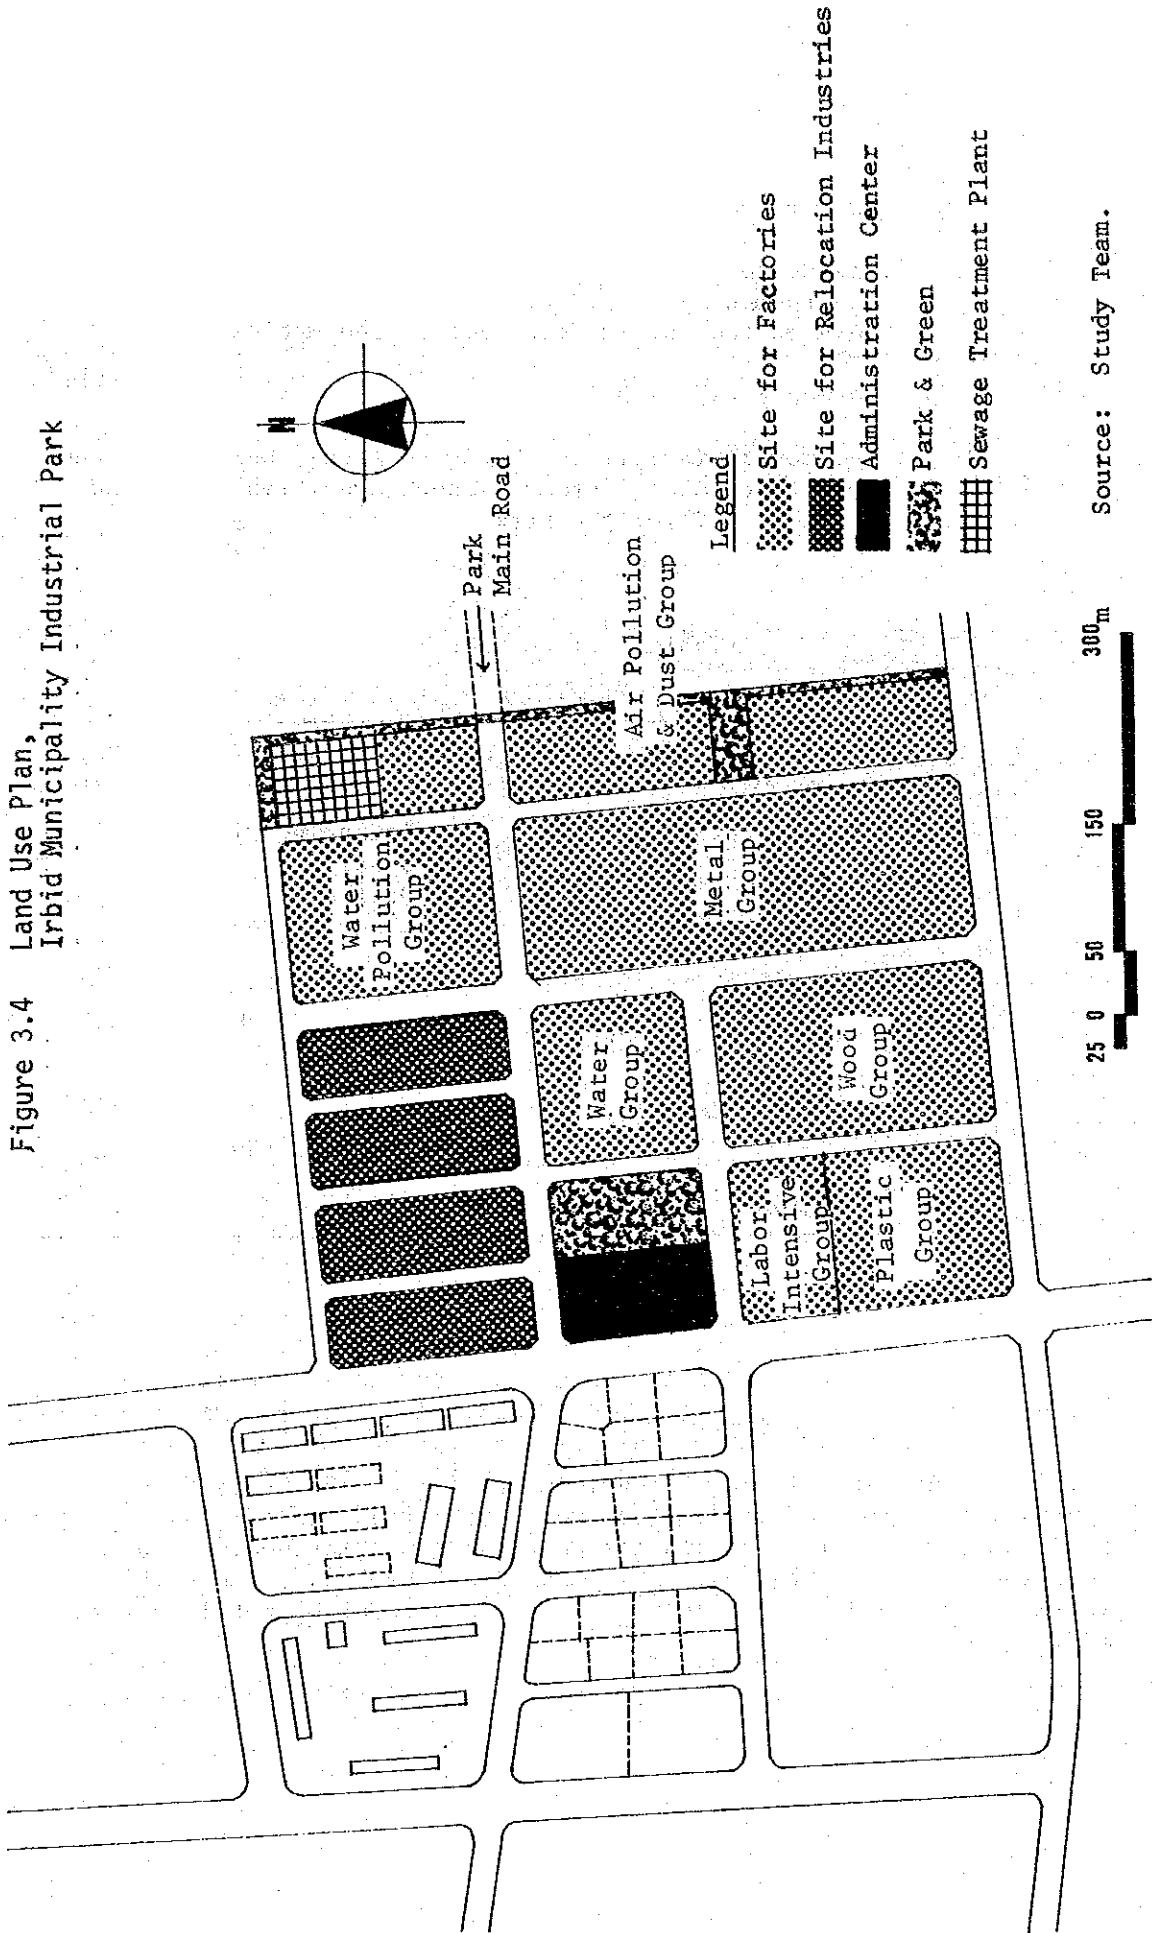 Figure 3.4 Land Use Plan,
Irbid Municipality Industrial Park
N
Park
Main Road
Water
Pollution
Group
Air Pollution
& Dust Group
Metal
Group
Water
Group
Wood
Group
Labor
Intensive
Group
Plastic
Group
Legend
Site for Factories
Site for Relocation Industries
Administration Center
Park & Green
Sewage Treatment Plant
25 0 50 150 300m
Source: Study Team.